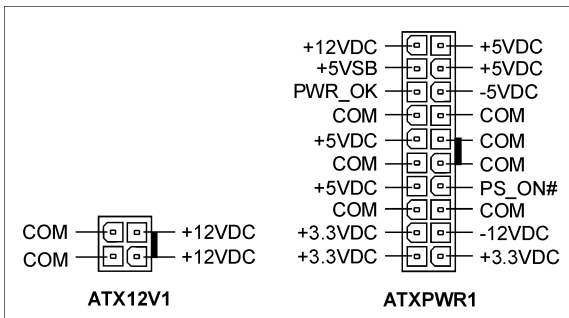 +12VDC +5VDC
+5VSB +5VDC
PWR_OK -5VDC
COM COM
+5VDC COM
COM COM
+5VDC PS_ON#
COM COM
+3.3VDC -12VDC
+3.3VDC +3.3VDC
ATXPWR1
COM +12VDC
COM +12VDC
ATX12V1